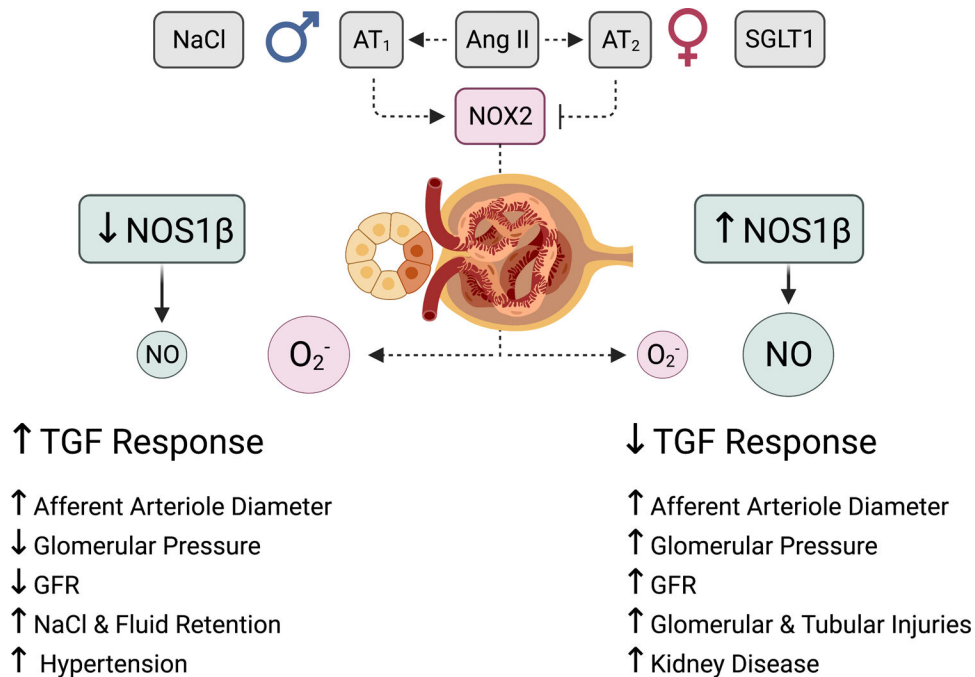 NaCl
♂
AT₁
Ang II
AT₂
♀
SGLT1
NOX2
↓ NOS1β
↑ NOS1β
NO
O₂⁻
O₂⁻
NO
↑ TGF Response
↑ Afferent Arteriole Diameter
↓ Glomerular Pressure
↓ GFR
↑ NaCl & Fluid Retention
↑ Hypertension
↓ TGF Response
↑ Afferent Arteriole Diameter
↑ Glomerular Pressure
↑ GFR
↑ Glomerular & Tubular Injuries
↑ Kidney Disease